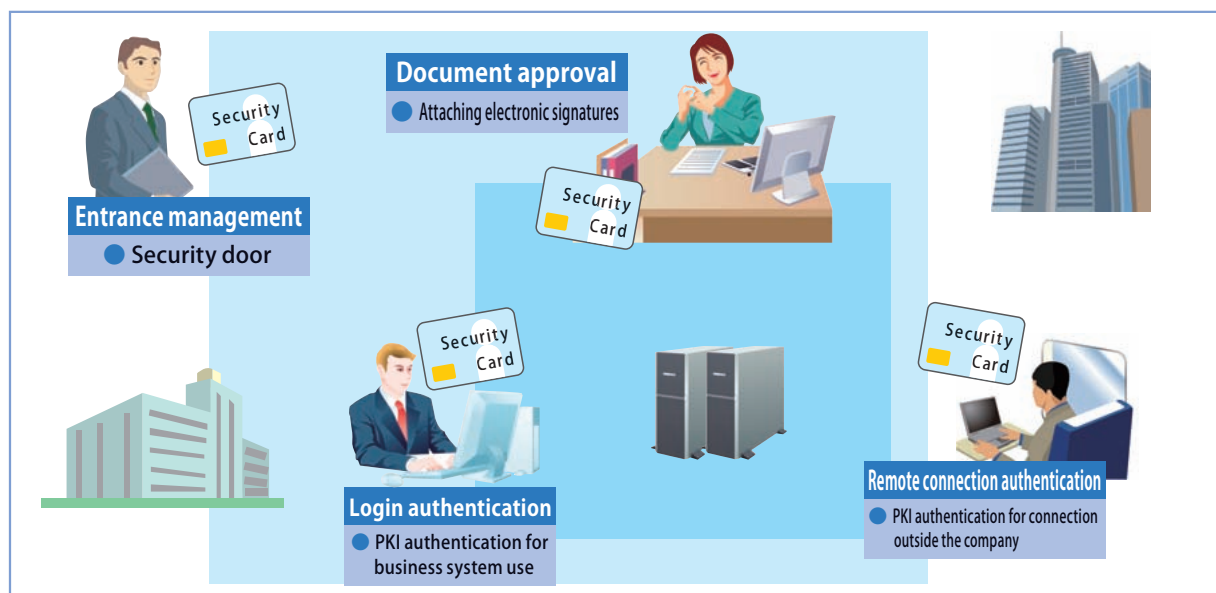 Security
Card
Entrance management
● Security door
Document approval
● Attaching electronic signatures
Security
Card
Security
Card
Login authentication
● PKI authentication for
business system use
Security
Card
Remote connection authentication
● PKI authentication for connection
outside the company